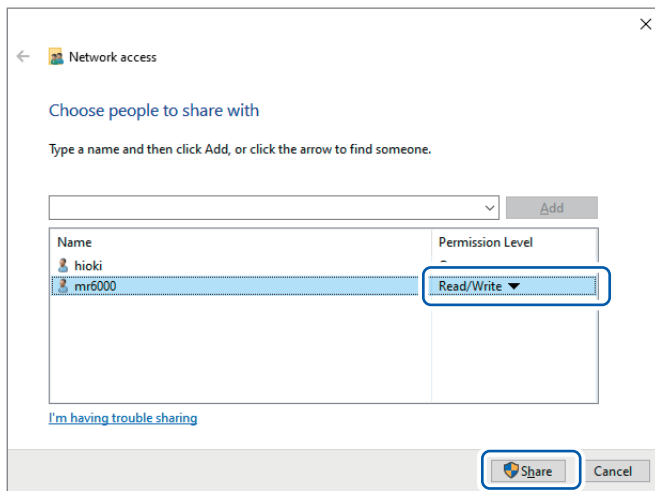 Network access
Choose people to share with
Type a name and then click Add, or click the arrow to find someone.
Add
Name Permission Level
hioki
mr6000 Read/Write
I'm having trouble sharing
Share Cancel